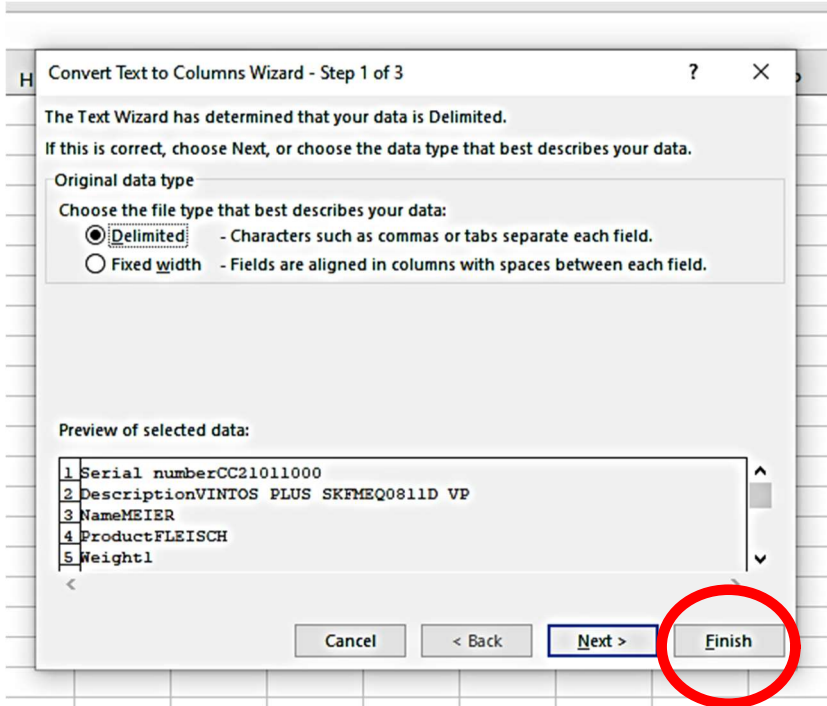 H
Convert Text to Columns Wizard - Step 1 of 3 ?
The Text Wizard has determined that your data is Delimited.
If this is correct, choose Next, or choose the data type that best describes your data.
Original data type
Choose the file type that best describes your data:
Delimited - Characters such as commas or tabs separate each field.
Fixed width - Fields are aligned in columns with spaces between each field.
Preview of selected data:
1 Serial numberCC21011000
2 DescriptionVINTOS PLUS SKFMEQ0811D VP
3 NameMEIER
4 ProductFLEISCH
5 Weight1
Cancel < Back Next > Finish